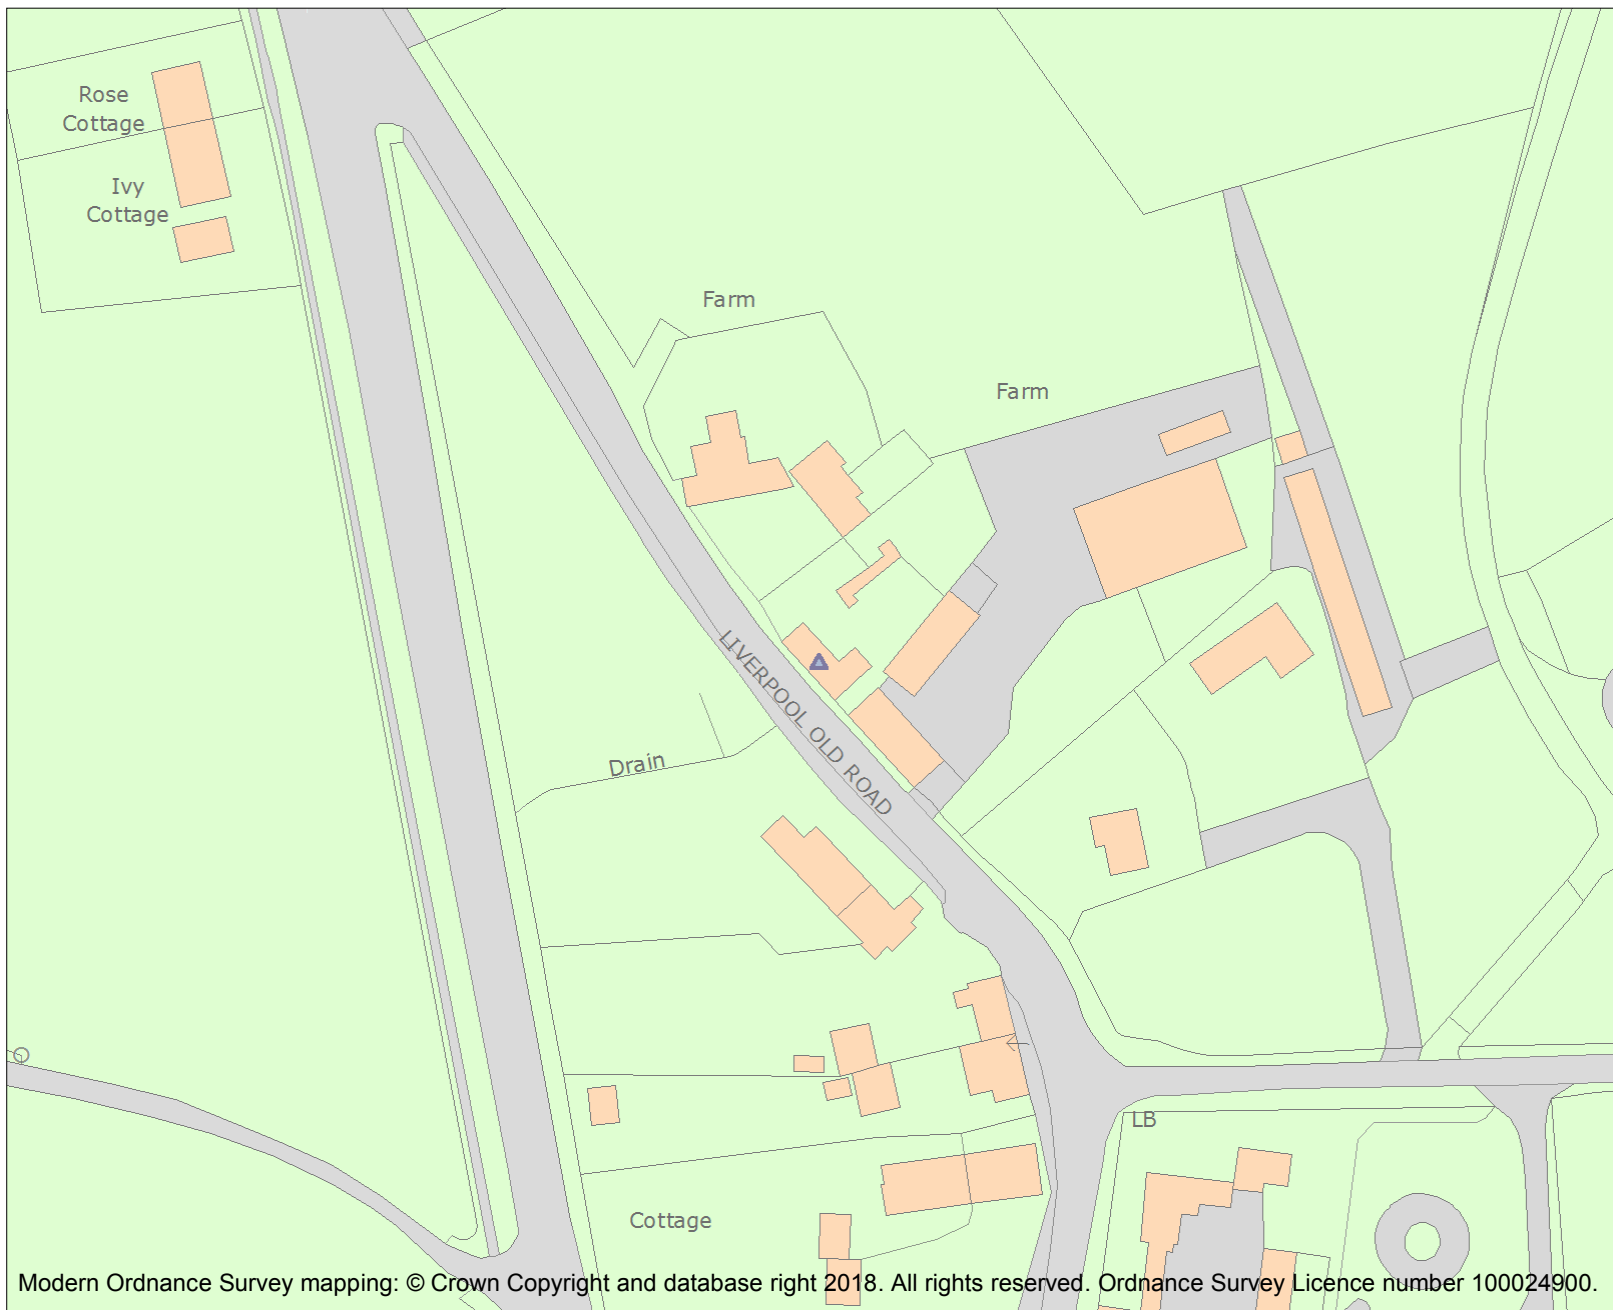 Rose
Cottage
Ivy
Cottage
Farm
Farm
LIVERPOOL OLD ROAD
Drain
LB
Cottage
Modern Ordnance Survey mapping: © Crown Copyright and database right 2018. All rights reserved. Ordnance Survey Licence number 100024900.